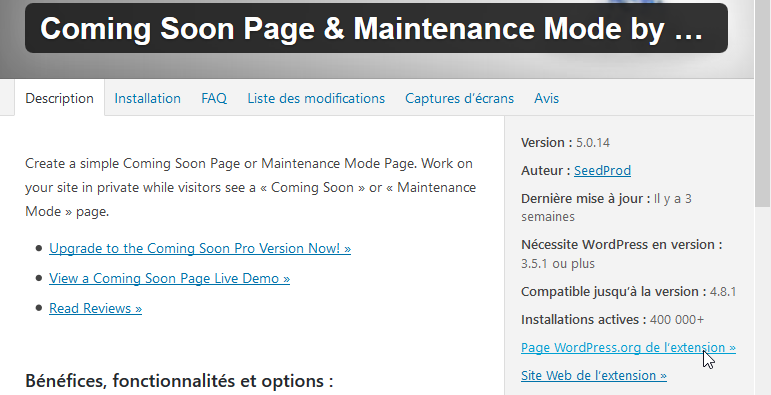 Coming Soon Page & Maintenance Mode by …
Description Installation FAQ Liste des modifications Captures d’écrans Avis
Create a simple Coming Soon Page or Maintenance Mode Page. Work on
your site in private while visitors see a « Coming Soon » or « Maintenance
Mode » page.
Upgrade to the Coming Soon Pro Version Now! »
View a Coming Soon Page Live Demo »
Read Reviews »
Bénéfices, fonctionnalités et options :
Version : 5.0.14
Auteur : SeedProd
Dernière mise à jour : Il y a 3
semaines
Nécessite WordPress en version :
3.5.1 ou plus
Compatible jusqu’à la version : 4.8.1
Installations actives : 400 000+
Page WordPress.org de l’extension »
Site Web de l’extension »